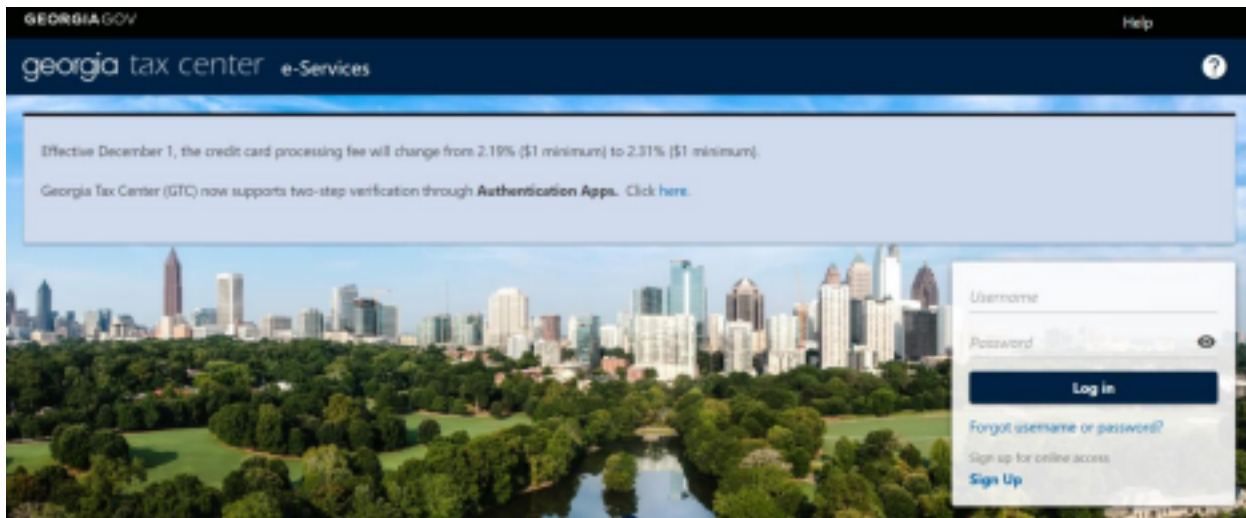 GEORGIAGOV
Help
georgia tax center e-Services
?
Effective December 1, the credit card processing fee will change from 2.19% ($1 minimum) to 2.31% ($1 minimum).
Georgia Tax Center (GTC) now supports two-step verification through Authentication Apps. Click here.
Username
Password
Log in
Forgot username or password?
Sign up for online access
Sign Up